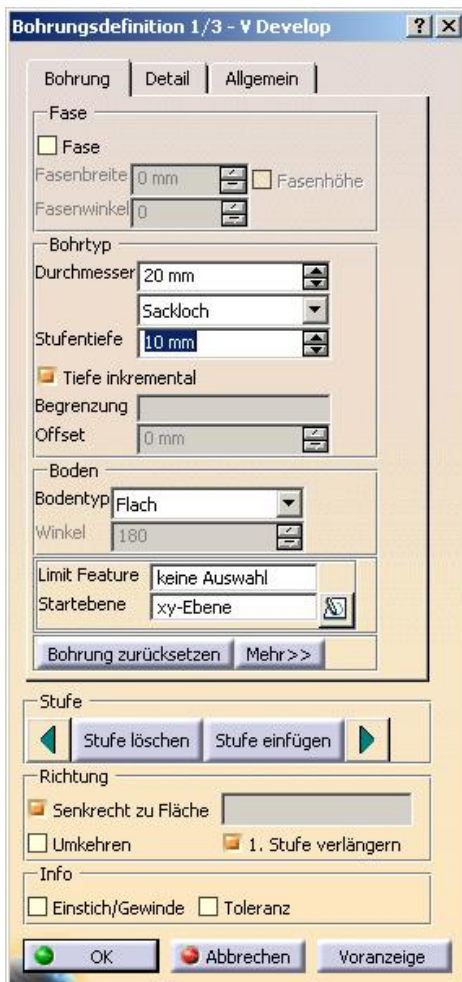 Bohrungsdefinition 1/3 - V Develop
Bohrung Detail Allgemein
Fase
Fase
Fasenbreite 0 mm Fasenhöhe
Fasenwinkel 0
Bohrtyp
Durchmesser 20 mm
Sackloch
Stufentiefe 10 mm
Tiefe inkremental
Begrenzung
Offset 0 mm
Boden
Bodentyp Flach
Winkel 180
Limit Feature keine Auswahl
Startebene xy-Ebene
Bohrung zurücksetzen Mehr>>
Stufe
Stufe löschen Stufe einfügen
Richtung
Senkrecht zu Fläche
Umkehren 1. Stufe verlängern
Info
Einstich/Gewinde Toleranz
OK Abbrechen Voranzeige